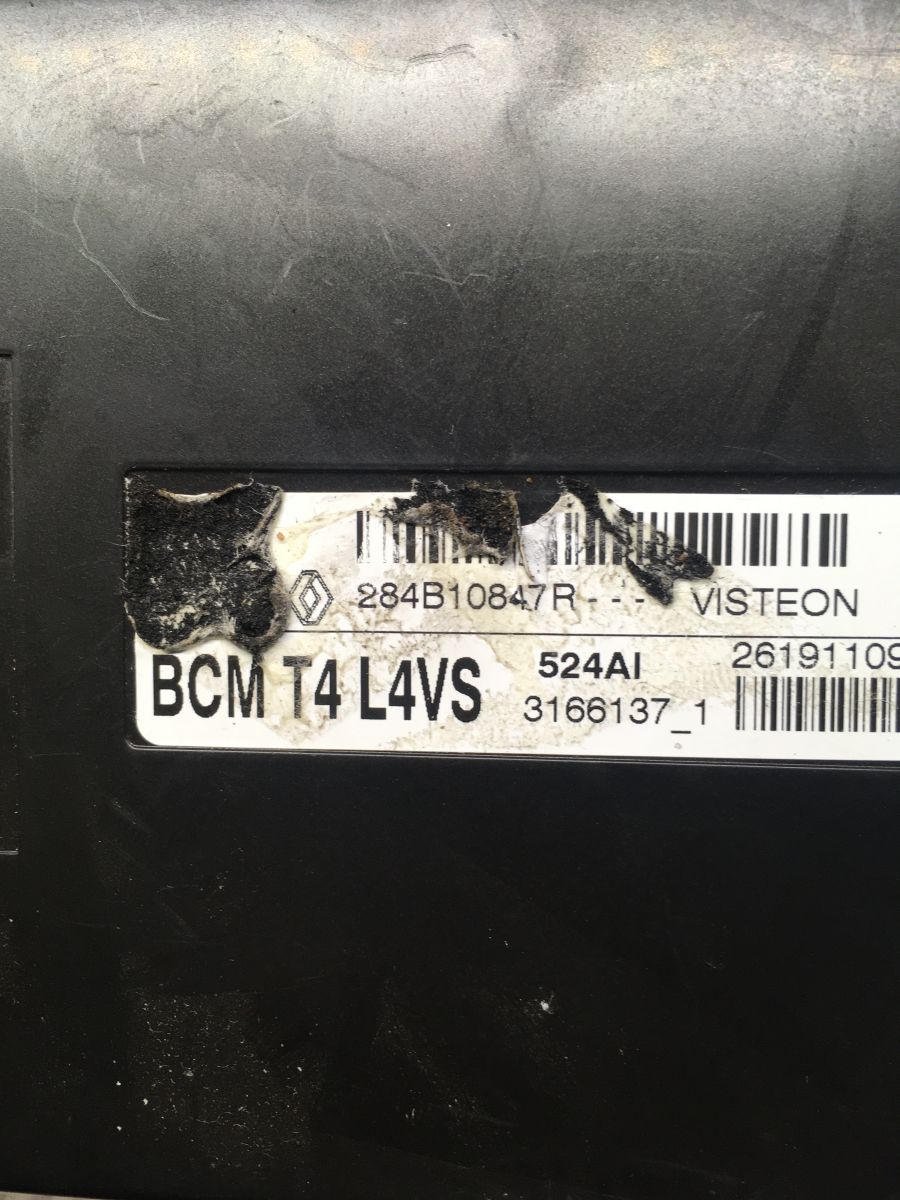 284B10847R - - - VISTEON
BCM T4 L4VS 524AI 26191109
3166137_1